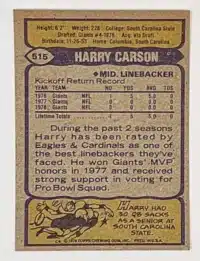 Height: 6'2" Weight: 228 College: South Carolina State
Drafted: Giants #4-1976. Acq: Via Draft
Birthday: 11-26-53 Home: Columbia, South Carolina
515 HARRY CARSON
MID. LINEBACKER
Kickoff Return Record
YEAR TEAM NO YDS AVG TD
1976 Giants NFL
1977 Giants NFL
1978 Giants NFL
Lifetime Totals
During the past 2 seasons
Harry has been rated by
Eagles & Cardinals as one of
the best linebackers they've
faced. He won Giants' MVP
honors in 1977 and received
strong support in voting for
Pro Bowl Squad.
HARRY HAD
30 QB SACKS
AS A SENIOR AT
SOUTH CAROLINA
STATE.